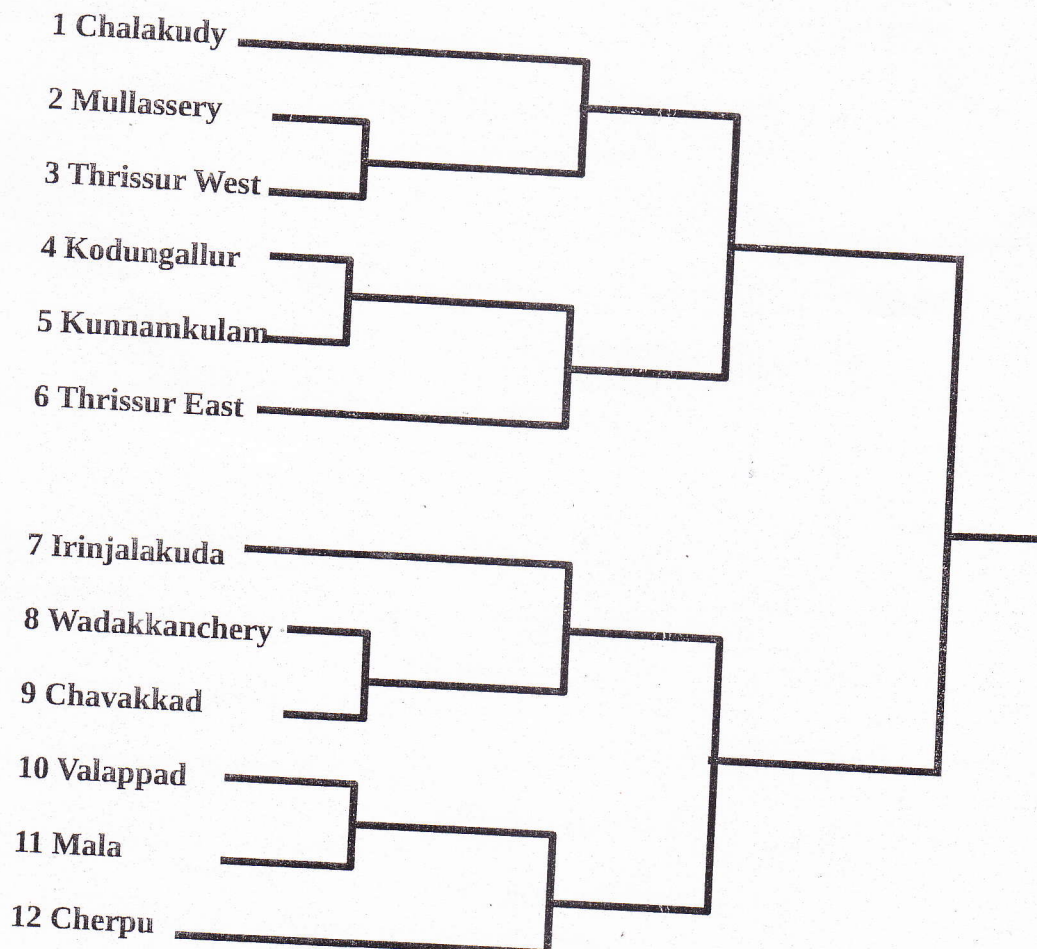 1 Chalakudy
2 Mullassery
3 Thrissur West
4 Kodungallur
5 Kunnamkulam
6 Thrissur East
7 Irinjalakuda
8 Wadakkanchery
9 Chavakkad
10 Valappad
11 Mala
12 Cherpu